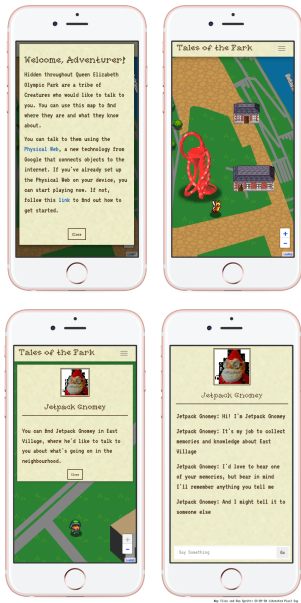 Welcome, Adventurer!
Hidden throughout Queen Elizabeth
Olympic Park are a tribe of
Creatures who would like to talk to
you. You can use this map to find
where they are and what they know
about.
You can talk to them using the
Physical Web, a new technology from
Google that connects objects to the
internet. If you've already set up
the Physical Web on your device, you
can start playing now. If not,
follow this link to find out how to
get started.
Close
Tales of the Park
+
-
Tales of the Park
Jetpack Gnomey
You can find Jetpack Gnomey in East
Village, where he'd like to talk to
you about what's going on in the
neighbourhood.
Close
+
-
Jetpack Gnomey
Jetpack Gnomey: Hi! I'm Jetpack Gnomey
Jetpack Gnomey: It's my job to collect
memories and knowledge about East
Village
Jetpack Gnomey: I'd love to hear one
of your memories, but bear in mind
I'll remember anything you tell me
Jetpack Gnomey: And I might tell it to
someone else
Say Something
Go